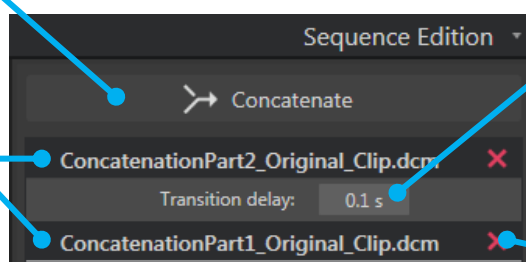 Sequence Edition
Concatenate
ConcatenationPart2_Original_Clip.dcm
Transition delay: 0.1 s
ConcatenationPart1_Original_Clip.dcm